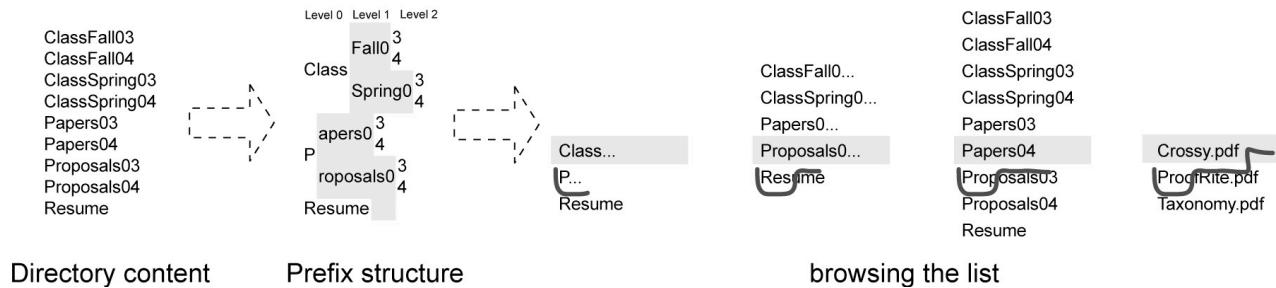 ClassFall03
ClassFall04
ClassSpring03
ClassSpring04
Papers03
Papers04
Proposals03
Proposals04
Resume
Directory content
Level 0 Level 1 Level 2
Class
Fall0
3
4
Spring0
3
4
P
apers0
3
4
roposals0
3
4
Resume
Prefix structure
Class...
P...
Resume
ClassFall0...
ClassSpring0...
Papers0...
Proposals0...
Resume
ClassFall03
ClassFall04
ClassSpring03
ClassSpring04
Papers03
Papers04
Proposals03
Proposals04
Resume
Crossy.pdf
ProofRite.pdf
Taxonomy.pdf
browsing the list